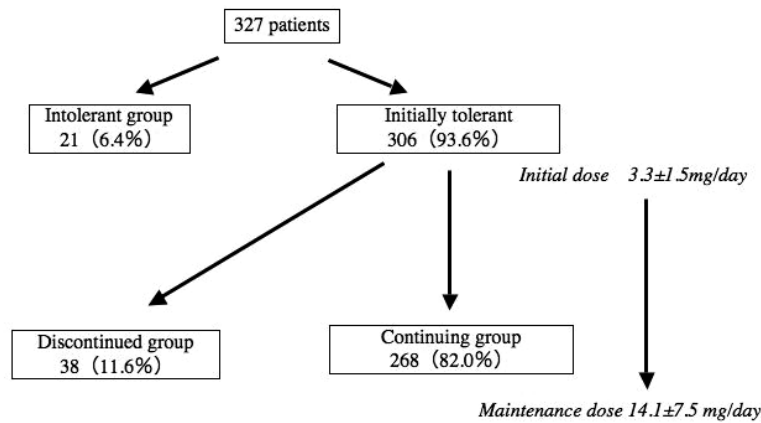 327 patients
Intolerant group
21（6.4%）
Initially tolerant
306（93.6%）
Initial dose 3.3±1.5mg/day
Discontinued group
38（11.6%）
Continuing group
268（82.0%）
Maintenance dose 14.1±7.5 mg/day